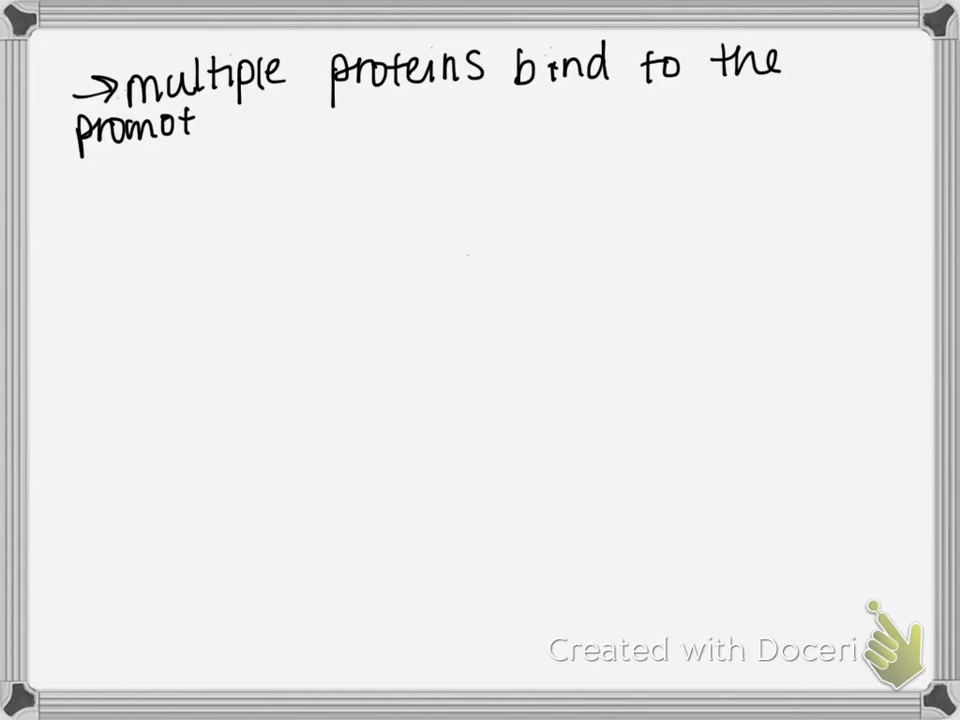 →multiple proteins bind to the
promot
Created with Doceri